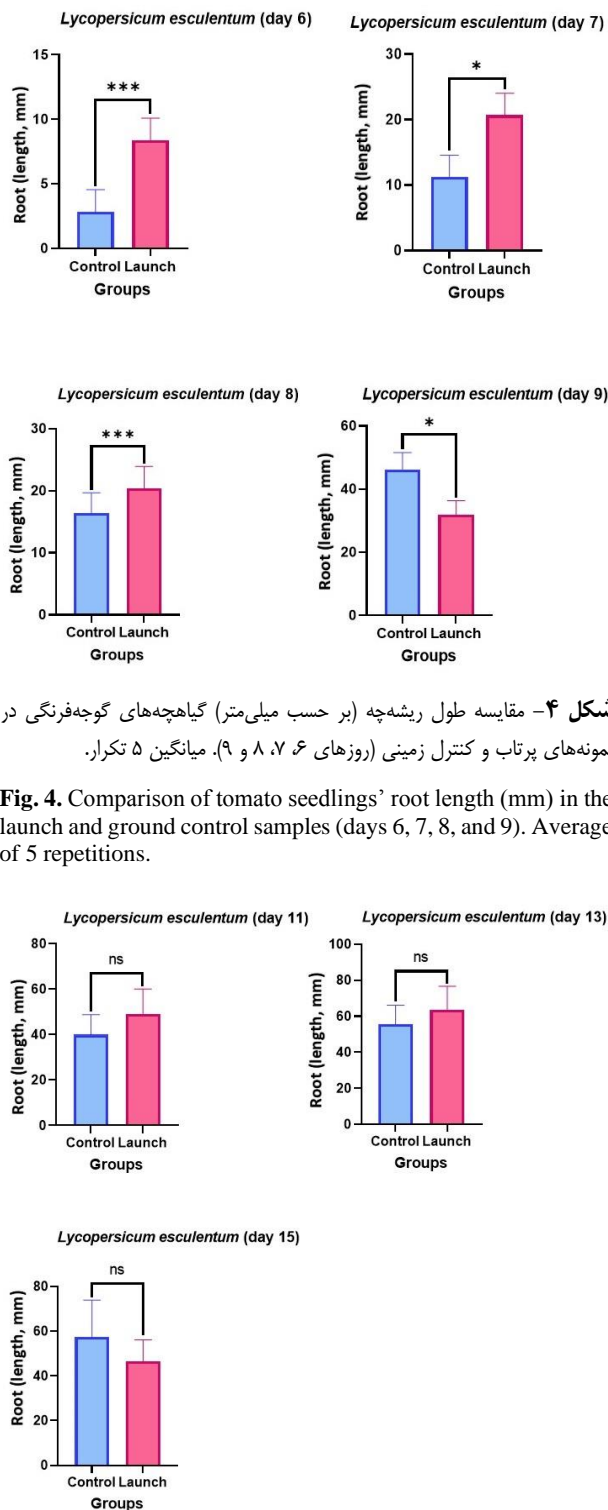 Lycopersicum esculentum (day 6)
15
10
5
0
Root (length, mm)
***
Control Launch
Groups
Lycopersicum esculentum (day 7)
30
20
10
0
Root (length, mm)
*
Control Launch
Groups
Lycopersicum esculentum (day 8)
30
20
10
0
Root (length, mm)
***
Control Launch
Groups
Lycopersicum esculentum (day 9)
60
40
20
0
Root (length, mm)
*
Control Launch
Groups
شکل ۴- مقایسه طول ریشه‌چه (بر حسب میلی‌متر) گیاهچه‌های گوجه‌فرنگی در
نمونه‌های پرتاب و کنترل زمینی (روزهای ۶، ۷، ۸ و ۹). میانگین ۵ تکرار.
Fig. 4. Comparison of tomato seedlings’ root length (mm) in the
launch and ground control samples (days 6, 7, 8, and 9). Average
of 5 repetitions.
Lycopersicum esculentum (day 11)
80
60
40
20
0
Root (length, mm)
ns
Control Launch
Groups
Lycopersicum esculentum (day 13)
100
80
60
40
20
0
Root (length, mm)
ns
Control Launch
Groups
Lycopersicum esculentum (day 15)
80
60
40
20
0
Root (length, mm)
ns
Control Launch
Groups